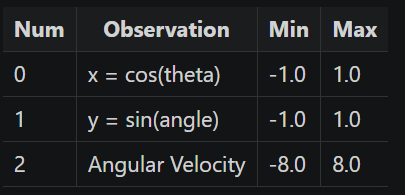 Num Observation Min Max
0 x = cos(theta) -1.0 1.0
1 y = sin(angle) -1.0 1.0
2 Angular Velocity -8.0 8.0